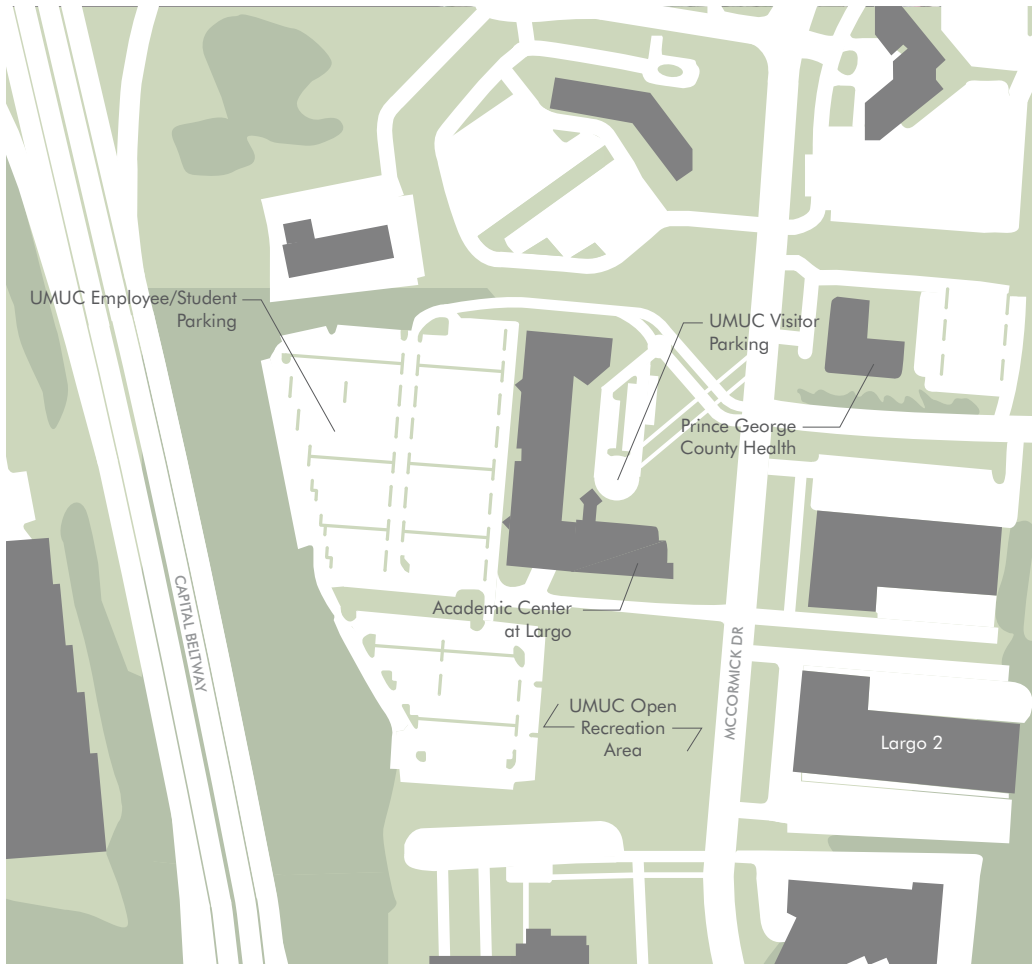 UMUC Employee/Student
Parking
UMUC Visitor
Parking
Prince George
County Health
CAPITAL BELTWAY
Academic Center
at Largo
MCCORMICK DR
UMUC Open
Recreation
Area
Largo 2